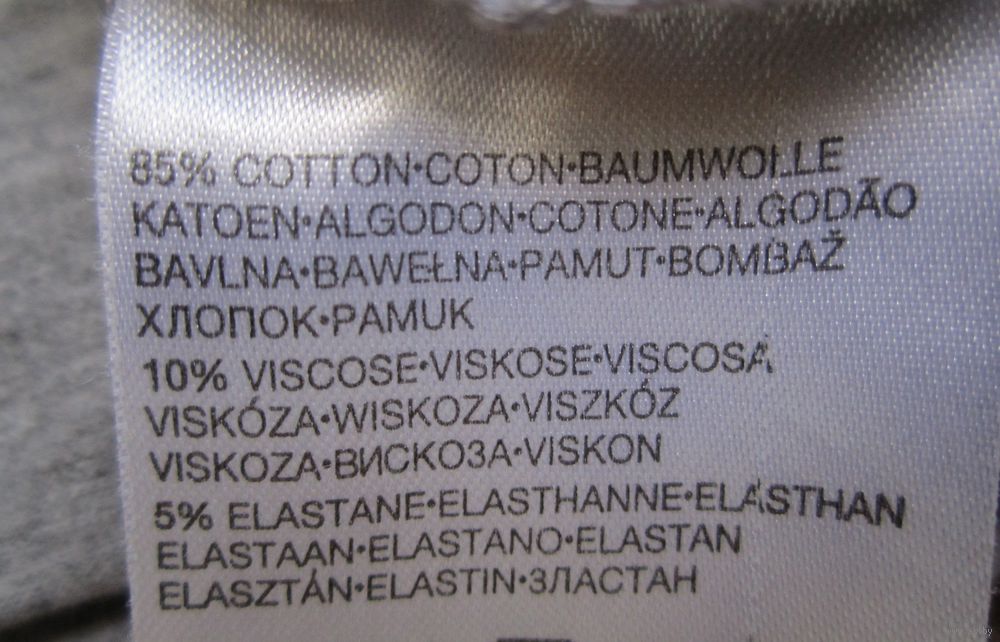 85% COTTON•COTON•BAUMWOLLE
KATOEN•ALGODON•COTONE•ALGODÃO
BAVLNA•BAWEŁNA•PAMUT•BOMBAŽ
ХЛОПОК•PAMUK
10% VISCOSE•VISKOSE•VISCOSA
VISKÓZA•WISKOZA•VISZKÓZ
VISKOZA•ВИСКОЗА•VISKON
5% ELASTANE•ELASTHANNE•ELASTHAN
ELASTAAN•ELASTANO•ELASTAN
ELASZTÁN•ELASTIN•ЗЛАСТАН